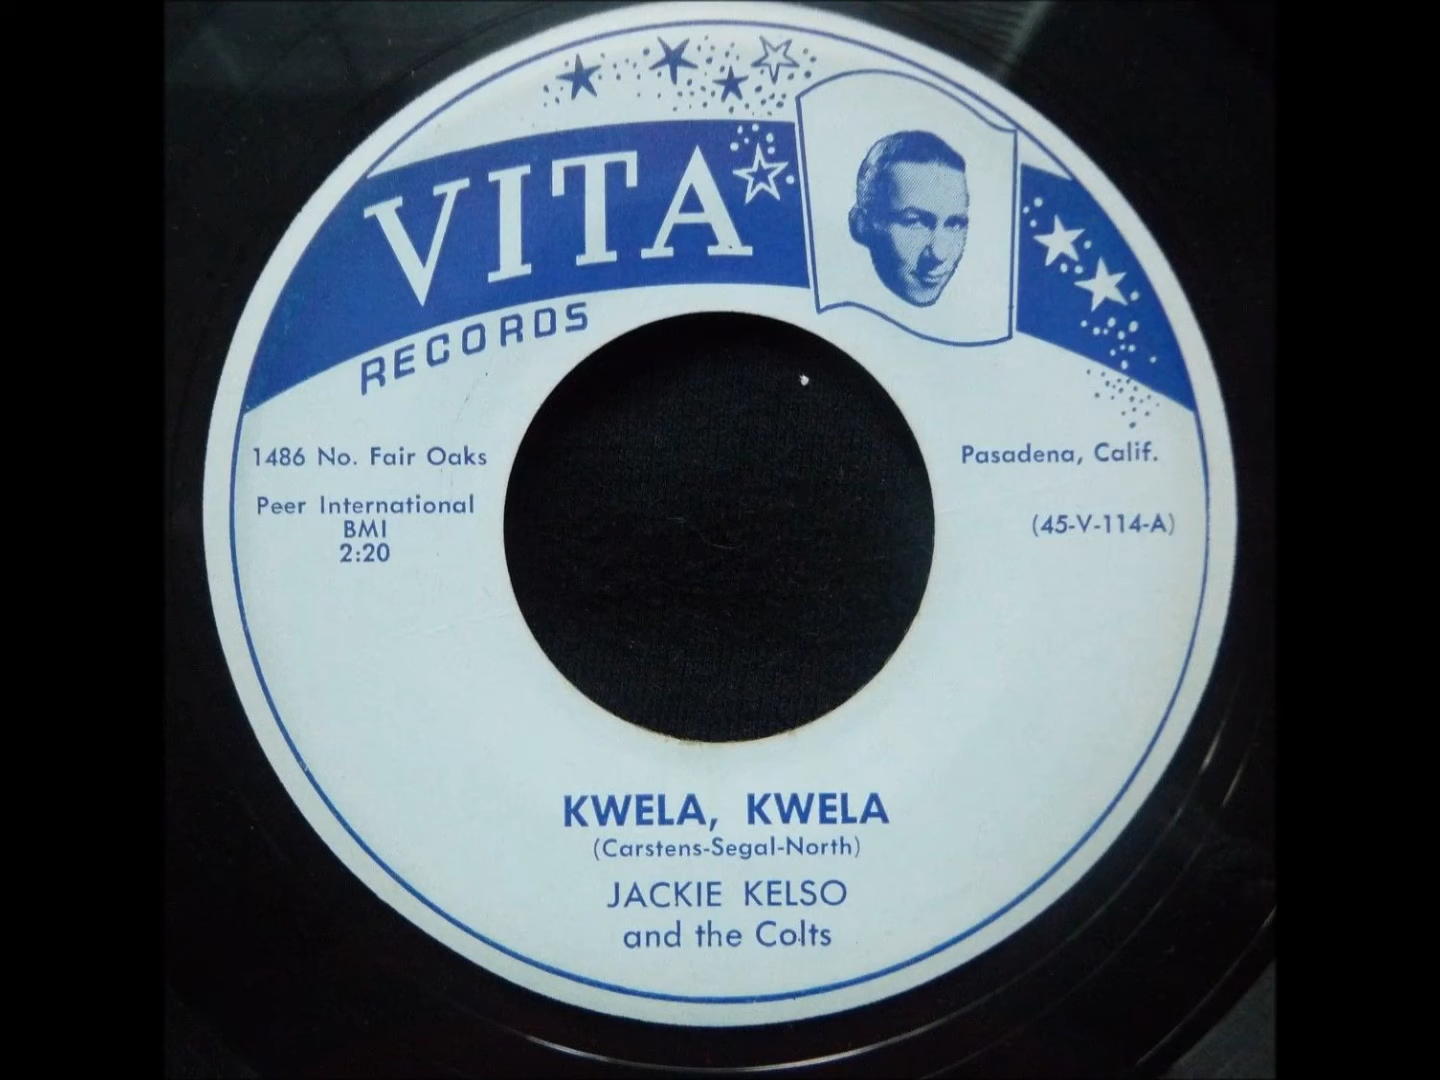 VITA
RECORDS
1486 No. Fair Oaks
Pasadena, Calif.
Peer International
BMI
2:20
(45-V-114-A)
KWELA, KWELA
(Carstens-Segal-North)
JACKIE KELSO
and the Colts